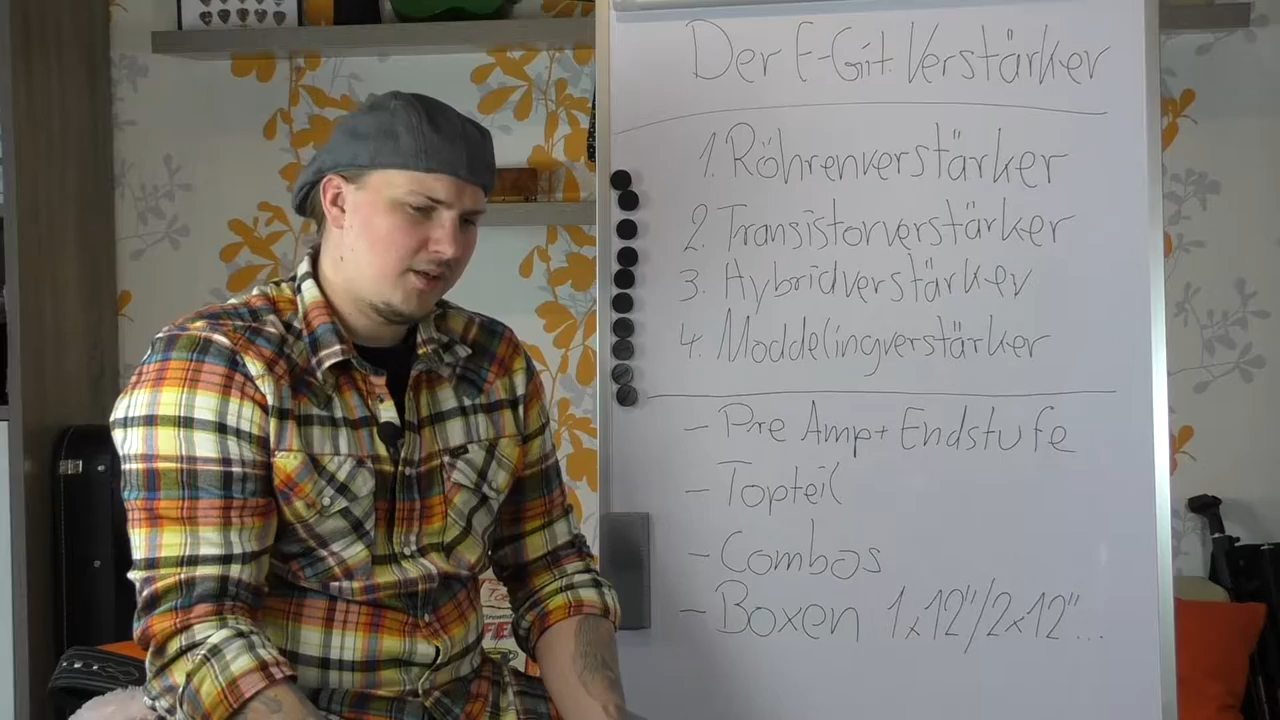 Der E-Git. Verstärker
1. Röhrenverstärker
2. Transistorverstärker
3. Hybridverstärker
4. Moddelingverstärker
- Pre Amp + Endstufe
- Topteil
- Combos
- Boxen 1x12"/2x12"...